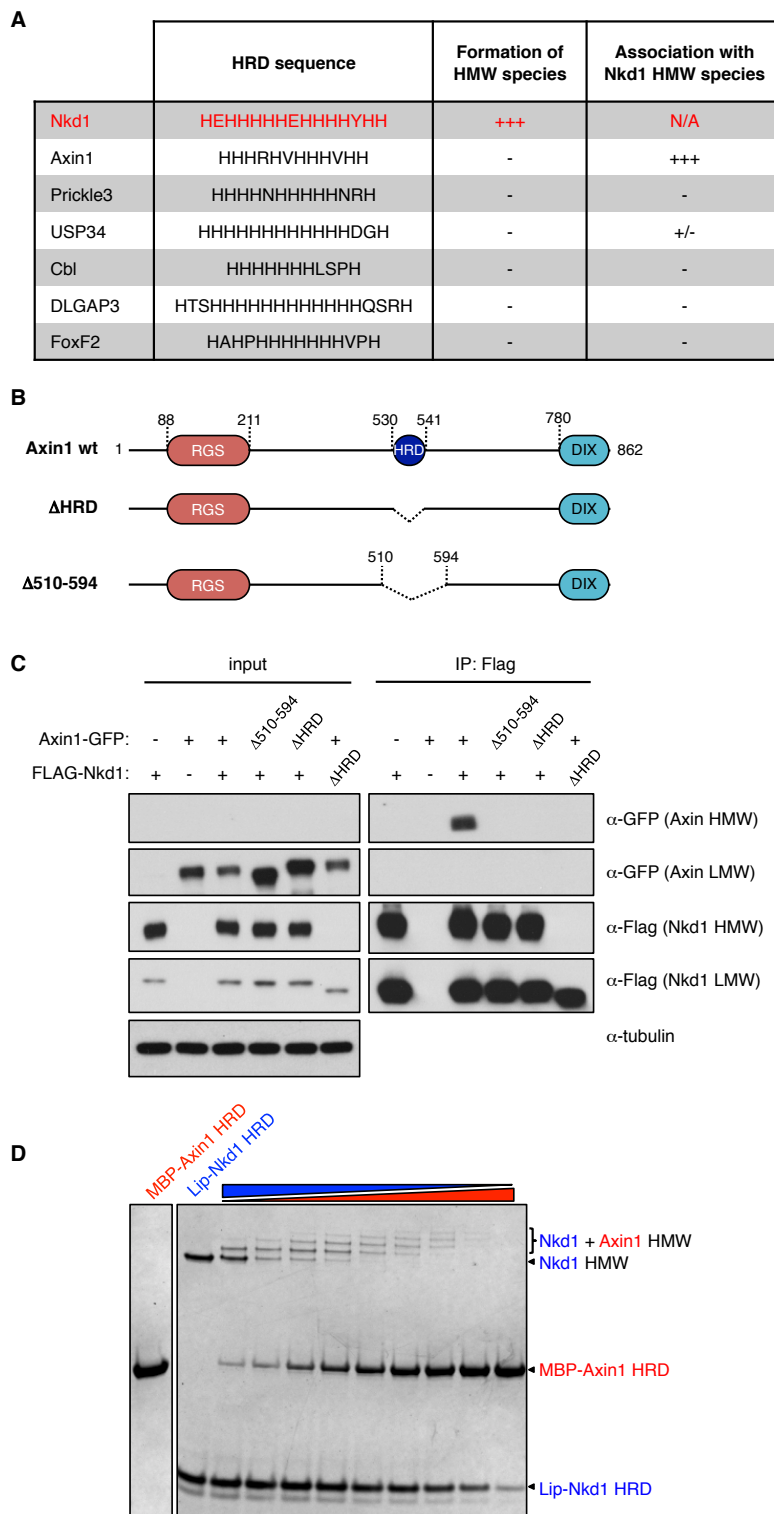 A
HRD sequence
Formation of HMW species
Association with Nkd1 HMW species
Nkd1 HEHHHHHEHHHHYHH +++ N/A
Axin1 HHHRHVHHHVHH - +++
Prickle3 HHHHNHHHHHNRH - -
USP34 HHHHHHHHHHHHDGH - +/-
Cbl HHHHHHHLSPH - -
DLGAP3 HTSHHHHHHHHHHHHQSRH - -
FoxF2 HAHPHHHHHHHVPH - -
B
88 211 530 541 780
Axin1 wt 1 RGS HRD DIX 862
ΔHRD RGS DIX
510 594
Δ510-594 RGS DIX
C
input IP: Flag
Axin1-GFP: - + + Δ510-594 ΔHRD + - + + Δ510-594 ΔHRD +
FLAG-Nkd1: + - + + + ΔHRD + - + + + ΔHRD
α-GFP (Axin HMW)
α-GFP (Axin LMW)
α-Flag (Nkd1 HMW)
α-Flag (Nkd1 LMW)
α-tubulin
D
MBP-Axin1 HRD
Lip-Nkd1 HRD
Nkd1 + Axin1 HMW
Nkd1 HMW
MBP-Axin1 HRD
Lip-Nkd1 HRD